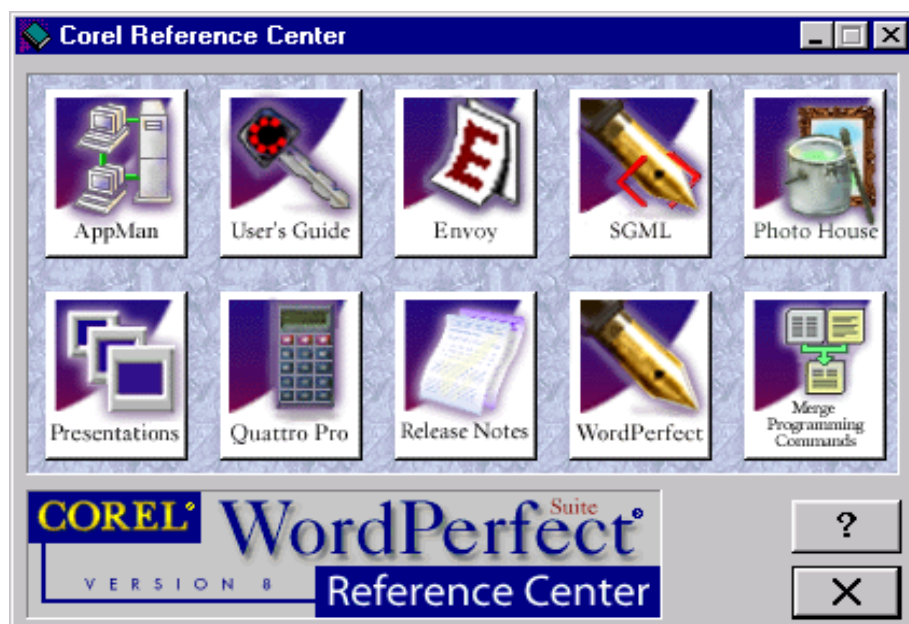 Corel Reference Center
AppMan
User's Guide
Envoy
SGML
Photo House
Presentations
Quattro Pro
Release Notes
WordPerfect
Merge
Programming
Commands
COREL®
WordPerfect® Suite
VERSION 8
Reference Center
?
X